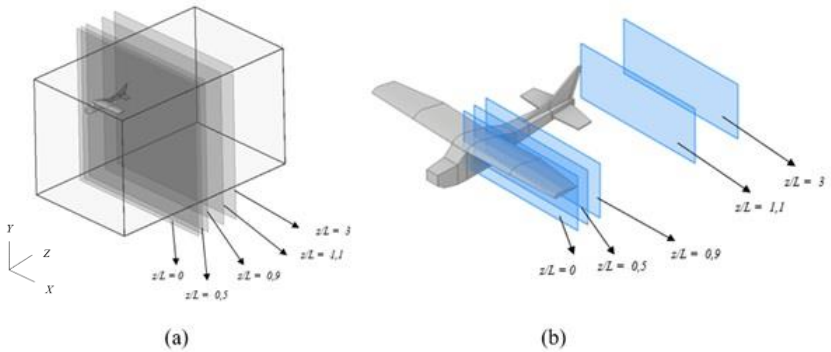 Y
Z
X
z/L = 0
z/L = 0,5
z/L = 0,9
z/L = 1,1
z/L = 3
(a)
z/L = 0
z/L = 0,5
z/L = 0,9
z/L = 1,1
z/L = 3
(b)